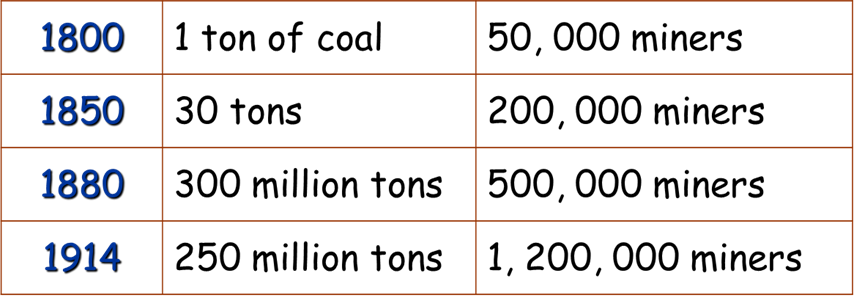 1800 1 ton of coal 50, 000 miners
1850 30 tons 200, 000 miners
1880 300 million tons 500, 000 miners
1914 250 million tons 1, 200, 000 miners